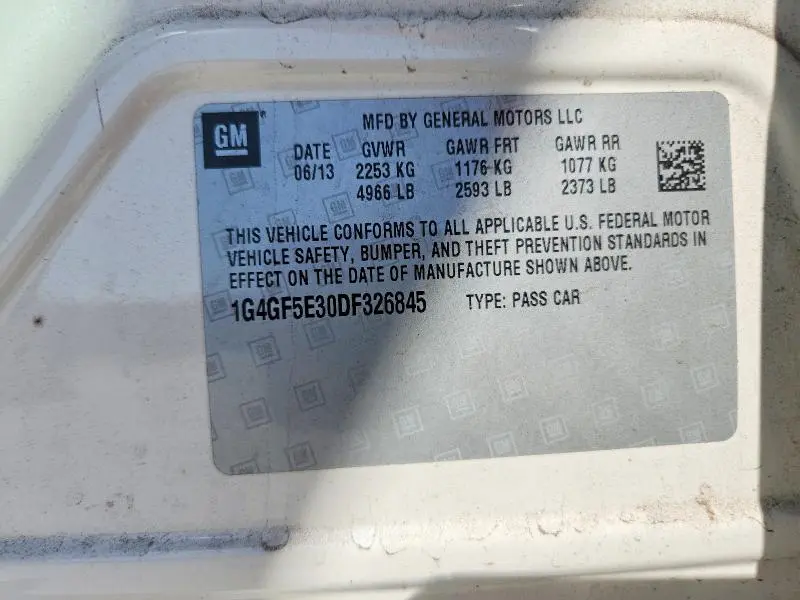 GM
MFD BY GENERAL MOTORS LLC
DATE GVWR GAWR FRT GAWR RR
06/13 2253 KG 1176 KG 1077 KG
4966 LB 2593 LB 2373 LB
THIS VEHICLE CONFORMS TO ALL APPLICABLE U.S. FEDERAL MOTOR
VEHICLE SAFETY, BUMPER, AND THEFT PREVENTION STANDARDS IN
EFFECT ON THE DATE OF MANUFACTURE SHOWN ABOVE.
1G4GF5E30DF326845 TYPE: PASS CAR